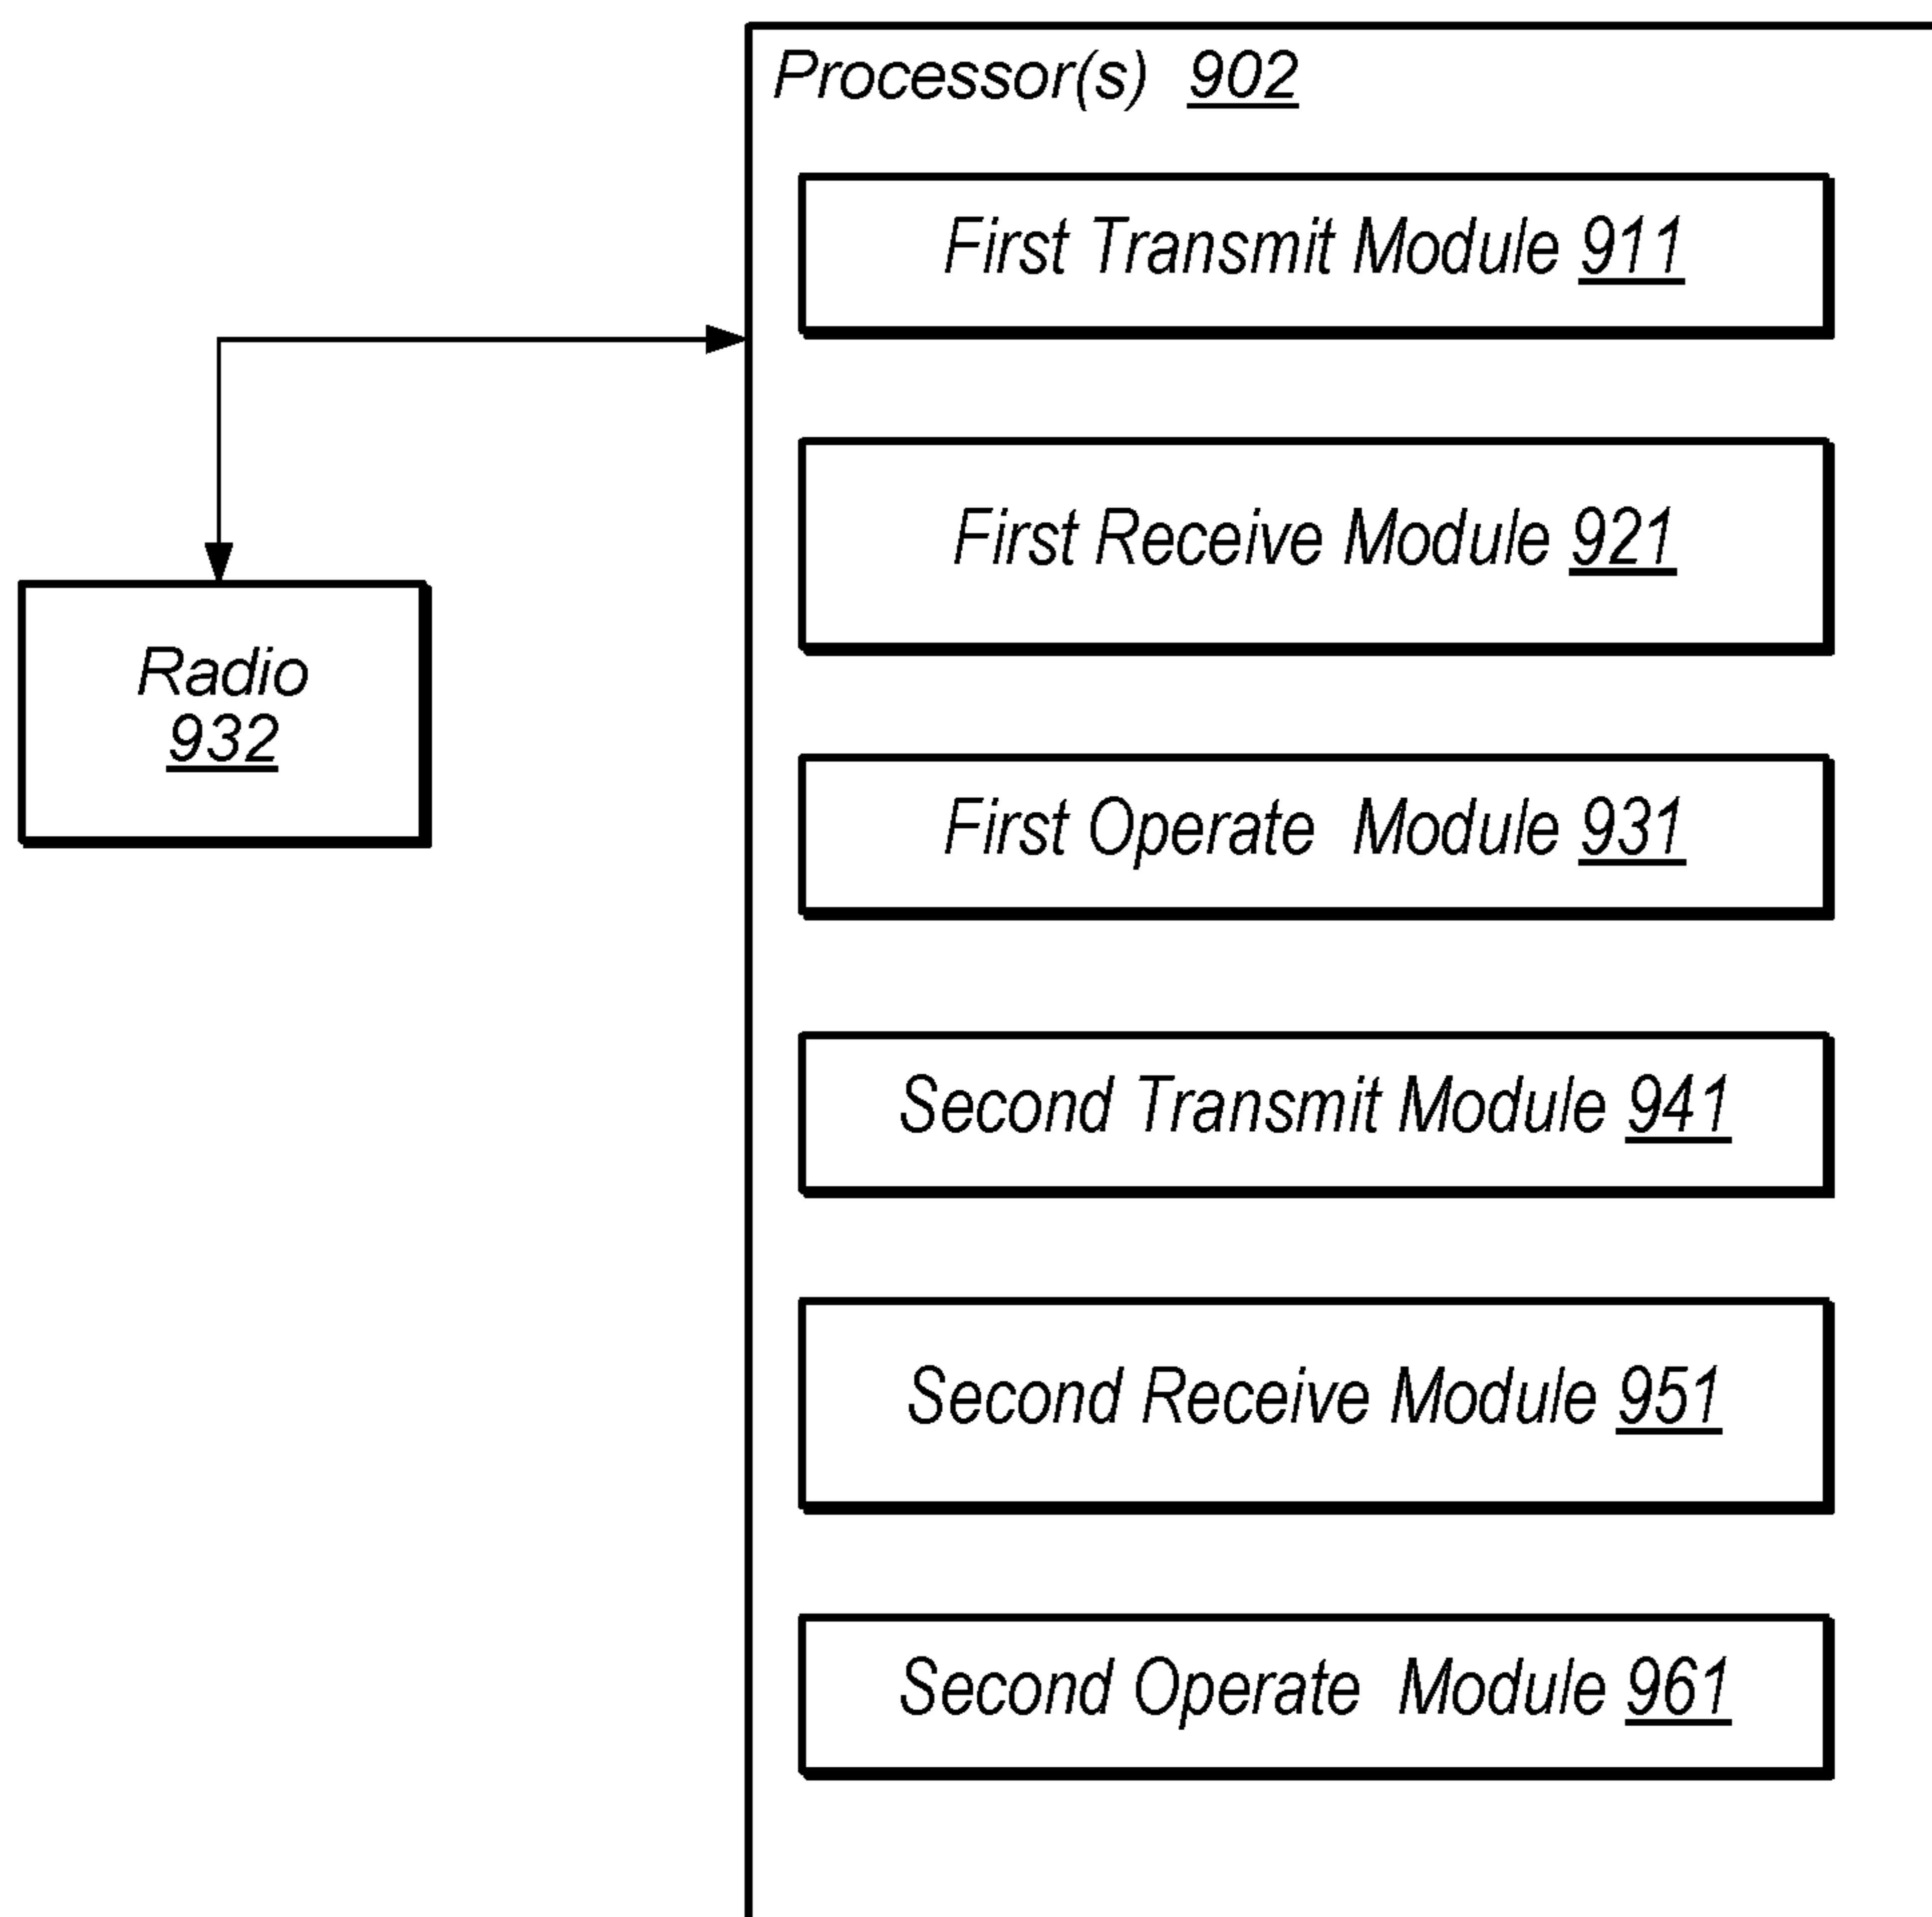 Processor(s) 902
First Transmit Module 911
First Receive Module 921
Radio
932
First Operate Module 931
Second Transmit Module 941
Second Receive Module 951
Second Operate Module 961